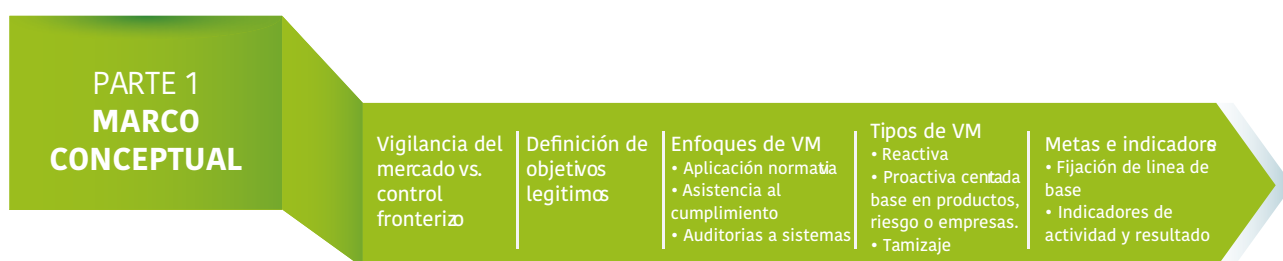 PARTE 1
MARCO
CONCEPTUAL
Vigilancia del
mercado vs.
control
fronterizo
Definición de
objetivos
legitimos
Enfoques de VM
• Aplicación normativa
• Asistencia al
cumplimiento
• Auditorias a sistemas
Tipos de VM
• Reactiva
• Proactiva centada
base en productos,
riesgo o empresas.
• Tamizaje
Metas e indicadores
• Fijación de linea de
base
• Indicadores de
actividad y resultado